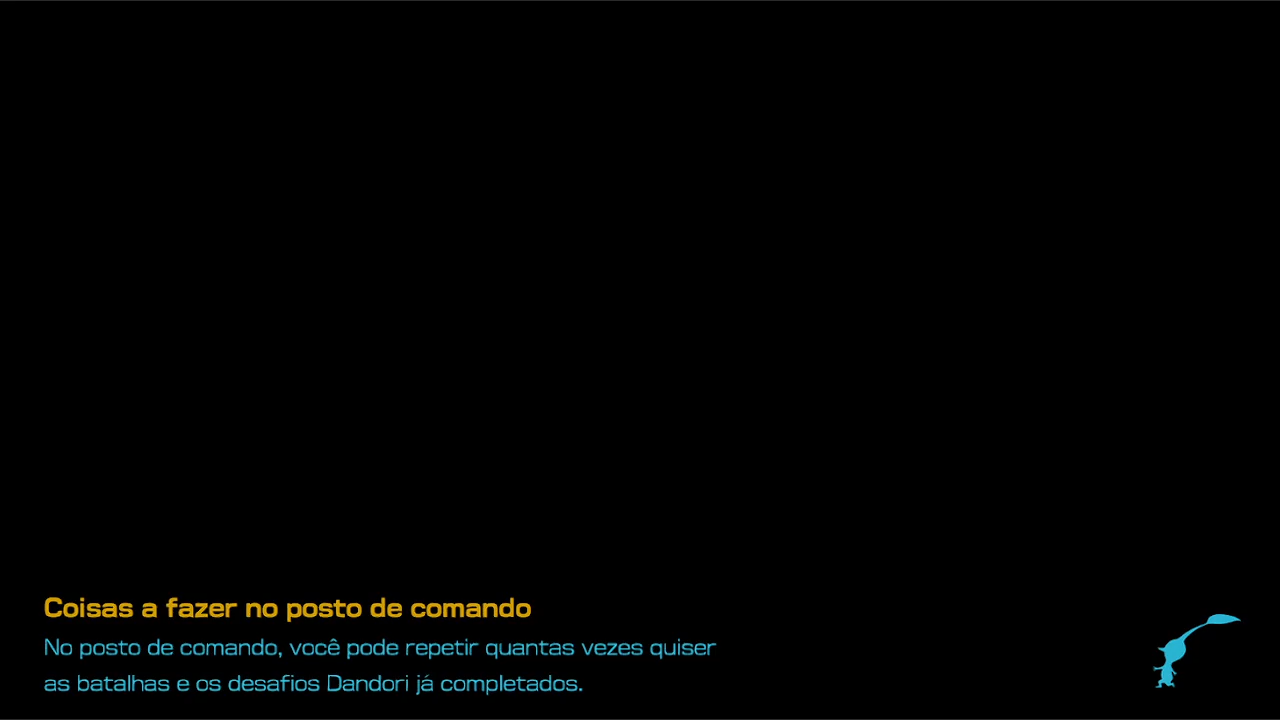 Coisas a fazer no posto de comando
No posto de comando, você pode repetir quantas vezes quiser
as batalhas e os desafios Dandori já completados.